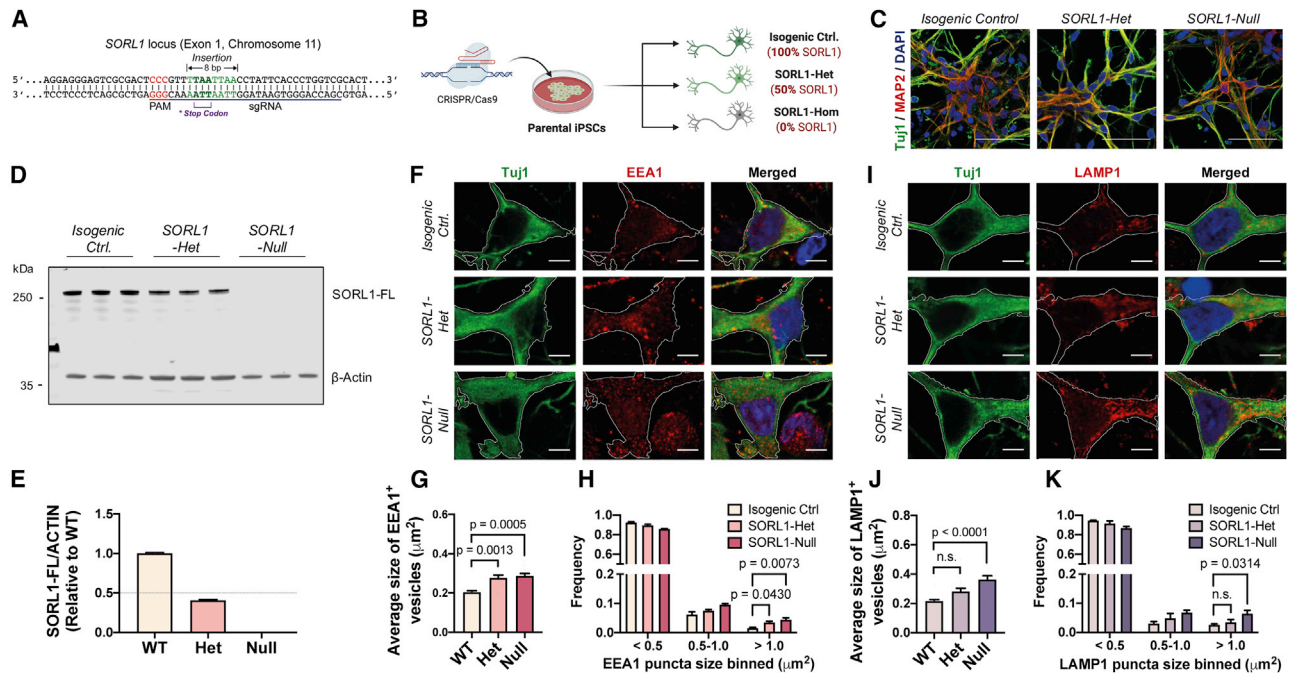 A
SORL1 locus (Exon 1, Chromosome 11)
Insertion
8 bp
5'...AGGAGGGAGTCGCGACTCCCGTTTTAATTAACCTATTCACCCTGGTCGCACT...3'
3'...TCCTCCCTCAGCGCTGAGGGCAAAATTAATTGGATAAGTGGGACCAGCGTGA...5'
PAM
sgRNA
* Stop Codon
B
CRISPR/Cas9
Parental iPSCs
Isogenic Ctrl.
(100% SORL1)
SORL1-Het
(50% SORL1)
SORL1-Hom
(0% SORL1)
C
Isogenic Control
SORL1-Het
SORL1-Null
Tuj1 / MAP2 / DAPI
D
Isogenic Ctrl.
SORL1 -Het
SORL1 -Null
kDa
250 -
35 -
SORL1-FL
β-Actin
E
SORL1-FL/ACTIN
(Relative to WT)
1.5
1.0
0.5
0.0
WT Het Null
F
Tuj1 EEA1 Merged
Isogenic Ctrl.
SORL1-Het
SORL1-Null
G
Average size of EEA1+
vesicles (μm2)
0.6
0.4
0.2
0.0
p = 0.0005
p = 0.0013
WT Het Null
H
Frequency
1.0
0.8
0.6
0.4
0.2
0.1
0.0
Isogenic Ctrl
SORL1-Het
SORL1-Null
p = 0.0073
p = 0.0430
< 0.5 0.5-1.0 > 1.0
EEA1 puncta size binned (μm2)
I
Tuj1 LAMP1 Merged
Isogenic Ctrl.
SORL1-Het
SORL1-Null
J
Average size of LAMP1+
vesicles (μm2)
0.8
0.6
0.4
0.2
0.0
p < 0.0001
n.s.
WT Het Null
K
Frequency
1.0
0.8
0.6
0.4
0.2
0.1
0.0
Isogenic Ctrl
SORL1-Het
SORL1-Null
p = 0.0314
n.s.
< 0.5 0.5-1.0 > 1.0
LAMP1 puncta size binned (μm2)